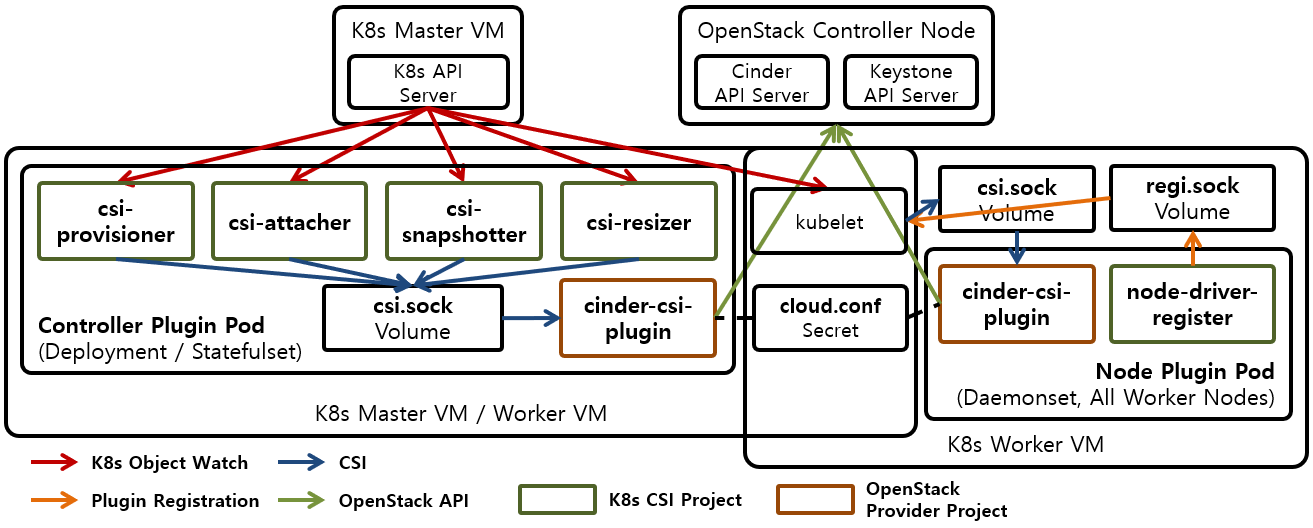 K8s Master VM
K8s API
Server
OpenStack Controller Node
Cinder
API Server
Keystone
API Server
csi-
provisioner
csi-attacher
csi-
snapshotter
csi-resizer
kubelet
csi.sock
Volume
regi.sock
Volume
csi.sock
Volume
cinder-csi-
plugin
cloud.conf
Secret
cinder-csi-
plugin
node-driver-
register
Controller Plugin Pod
(Deployment / Statefulset)
Node Plugin Pod
(Daemonset, All Worker Nodes)
K8s Master VM / Worker VM
K8s Worker VM
K8s Object Watch
CSI
Plugin Registration
OpenStack API
K8s CSI Project
OpenStack
Provider Project